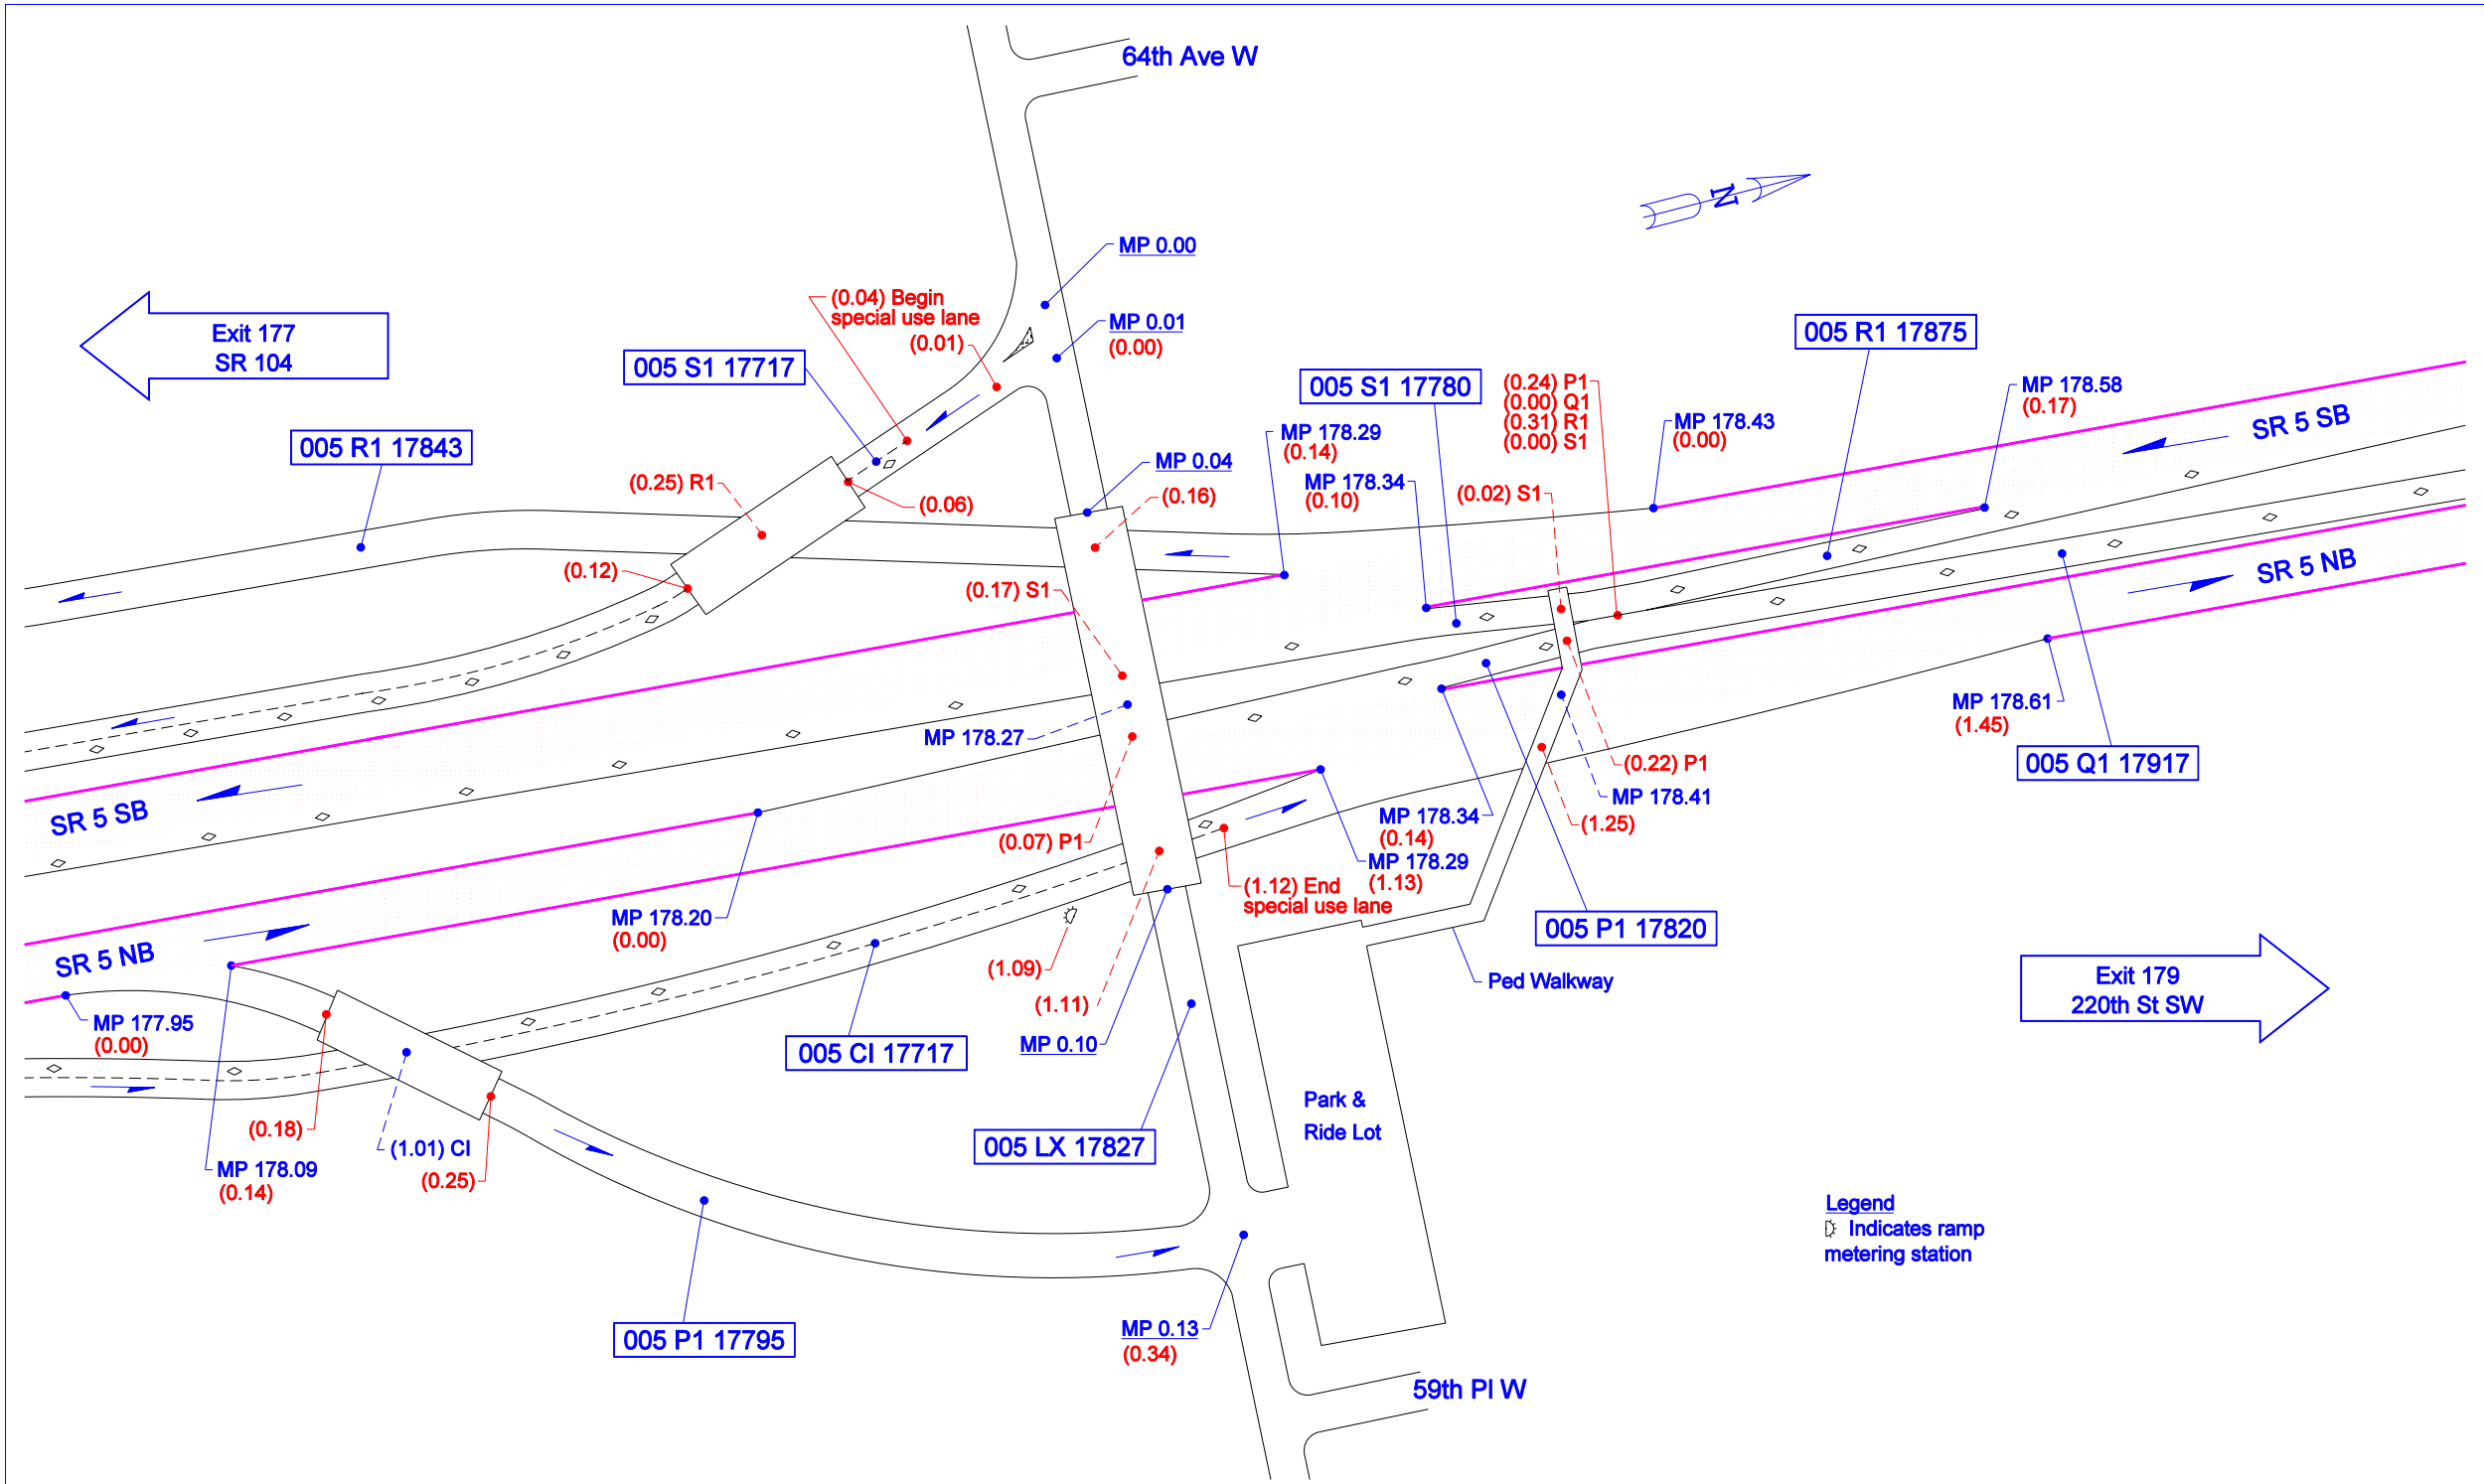 64th Ave W
N
MP 0.00
(0.04) Begin
special use lane
(0.01)
MP 0.01
(0.00)
Exit 177
SR 104
005 S1 17717
005 R1 17875
005 S1 17780
(0.24) P1
(0.00) Q1
(0.31) R1
(0.00) S1
MP 178.58
(0.17)
SR 5 SB
005 R1 17843
MP 178.29
(0.14)
MP 178.43
(0.00)
MP 0.04
(0.25) R1
(0.06)
(0.16)
MP 178.34
(0.10)
(0.02) S1
(0.12)
(0.17) S1
SR 5 NB
MP 178.27
MP 178.61
(1.45)
(0.22) P1
005 Q1 17917
SR 5 SB
MP 178.41
(0.07) P1
MP 178.34
(0.14)
(1.25)
MP 178.29
(1.13)
(1.12) End
special use lane
MP 178.20
(0.00)
005 P1 17820
SR 5 NB
(1.09)
(1.11)
Ped Walkway
Exit 179
220th St SW
MP 177.95
(0.00)
005 CI 17717
MP 0.10
Park &
Ride Lot
(0.18)
(1.01) CI
005 LX 17827
MP 178.09
(0.14)
(0.25)
Legend
Indicates ramp
metering station
005 P1 17795
MP 0.13
(0.34)
59th Pl W